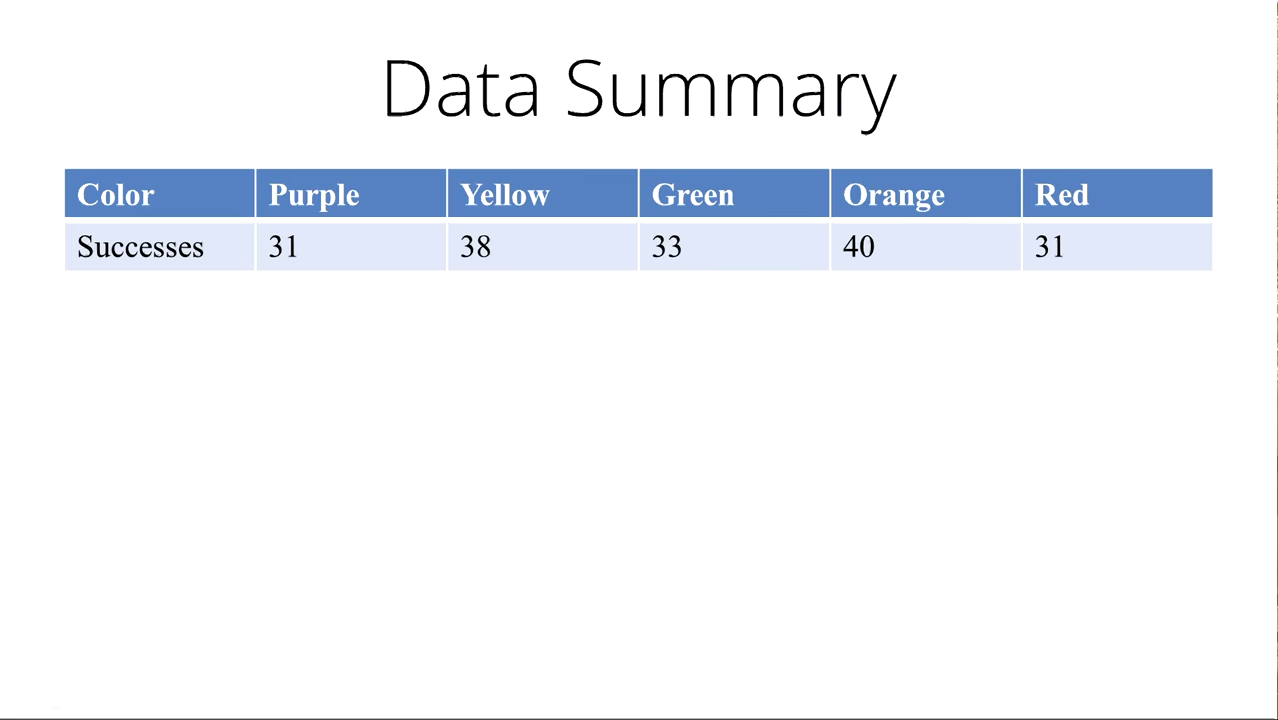 Data Summary
Color Purple Yellow Green Orange Red
Successes 31 38 33 40 31